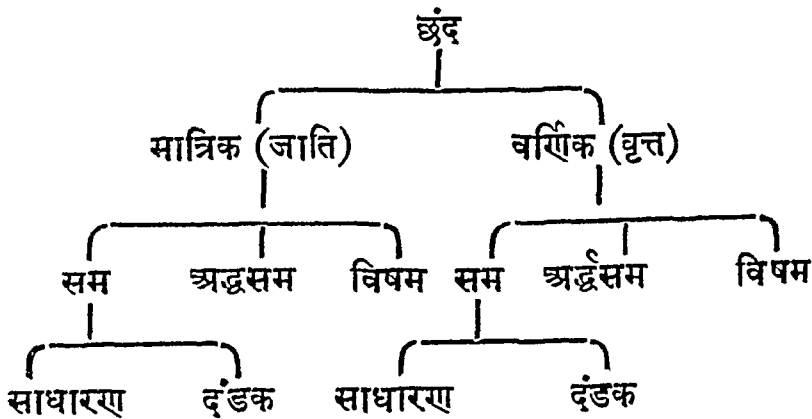 छंद
मात्रिक (जाति) वर्णिक (वृत्त)
सम अर्द्धसम विषम सम अर्द्धसम विषम
साधारण दंडक साधारण दंडक